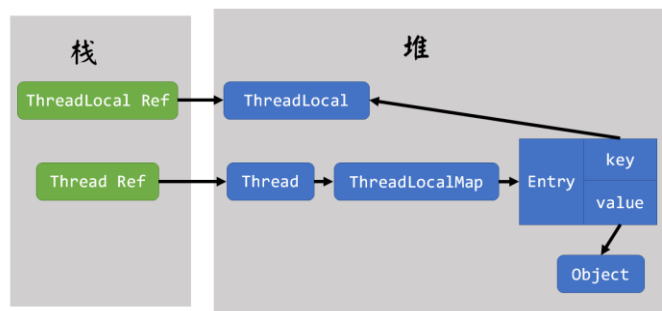 栈
堆
ThreadLocal Ref
ThreadLocal
Thread Ref
Thread
ThreadLocalMap
Entry
key
value
Object